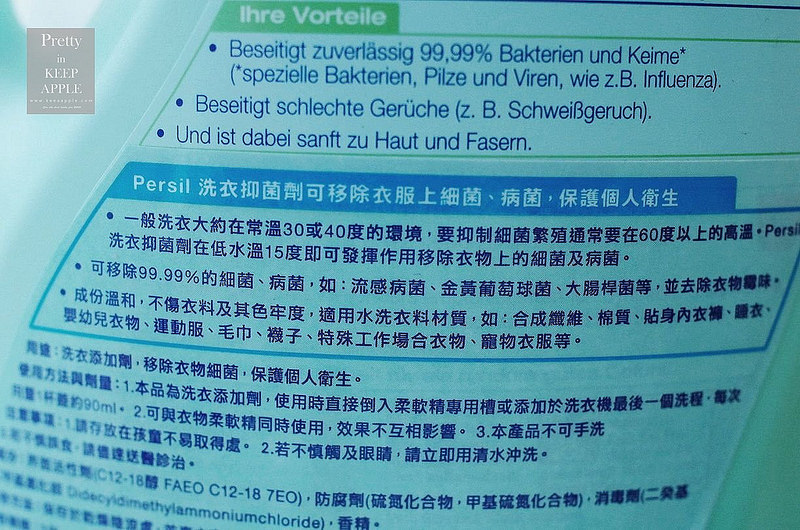 Pretty
in
KEEP
APPLE
Ihre Vorteile
• Beseitigt zuverlässig 99,99% Bakterien und Keime*
(*spezielle Bakterien, Pilze und Viren, wie z.B. Influenza).
• Beseitigt schlechte Gerüche (z. B. Schweißgeruch).
• Und ist dabei sanft zu Haut und Fasern.
Persil 洗衣抑菌劑可移除衣服上細菌、病菌，保護個人衛生
• 一般洗衣大約在常溫30或40度的環境，要抑制細菌繁殖通常要在60度以上的高溫。Persil
洗衣抑菌劑在低水溫15度即可發揮作用移除衣物上的細菌及病菌。
• 可移除99.99%的細菌、病菌，如：流感病菌、金黃葡萄球菌、大腸桿菌等，並去除衣物霉味。
• 成份溫和，不傷衣料及其色牢度，適用水洗衣料材質，如：合成纖維、棉質、貼身內衣褲、睡衣、
嬰幼兒衣物、運動服、毛巾、襪子、特殊工作場合衣物、寵物衣服等。
用途：洗衣添加劑，移除衣物細菌，保護個人衛生。
使用方法與劑量：1.本品為洗衣添加劑，使用時直接倒入柔軟精專用槽或添加於洗衣機最後一個洗程，每次
用量1杯蓋約90ml。 2.可與衣物柔軟精同時使用，效果不互相影響。 3.本產品不可手洗
注意事項：1.請存放在孩童不易取得處。 2.若不慎觸及眼睛，請立即用清水沖洗。
若不慎誤食，請儘速送醫診治。
界面活性劑(C12-18醇 FAEO C12-18 7EO)，防腐劑(硫氮化合物，甲基硫氮化合物)，消毒劑(二癸基
Didecyldimethylammoniumchloride)，香精。